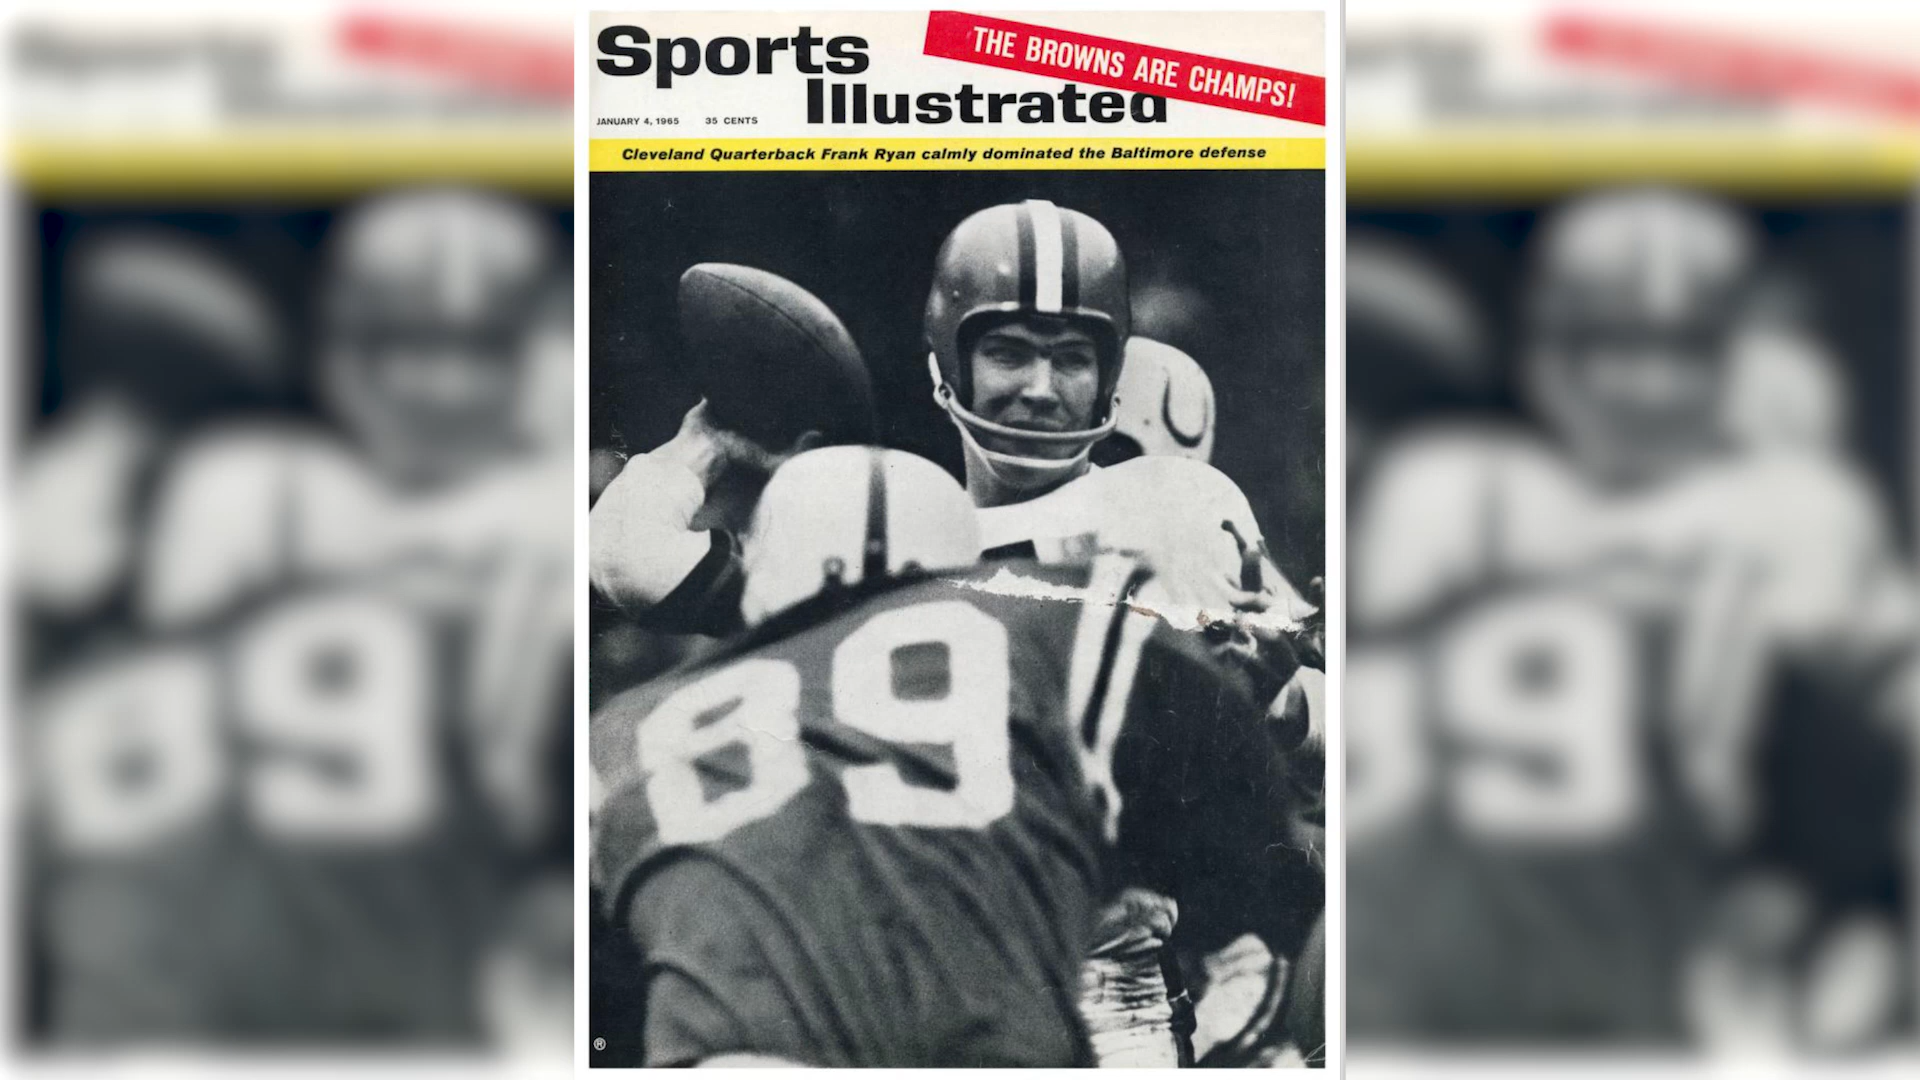 Sports
Illustrated
THE BROWNS ARE CHAMPS!
JANUARY 4, 1965 35 CENTS
Cleveland Quarterback Frank Ryan calmly dominated the Baltimore defense
89
®